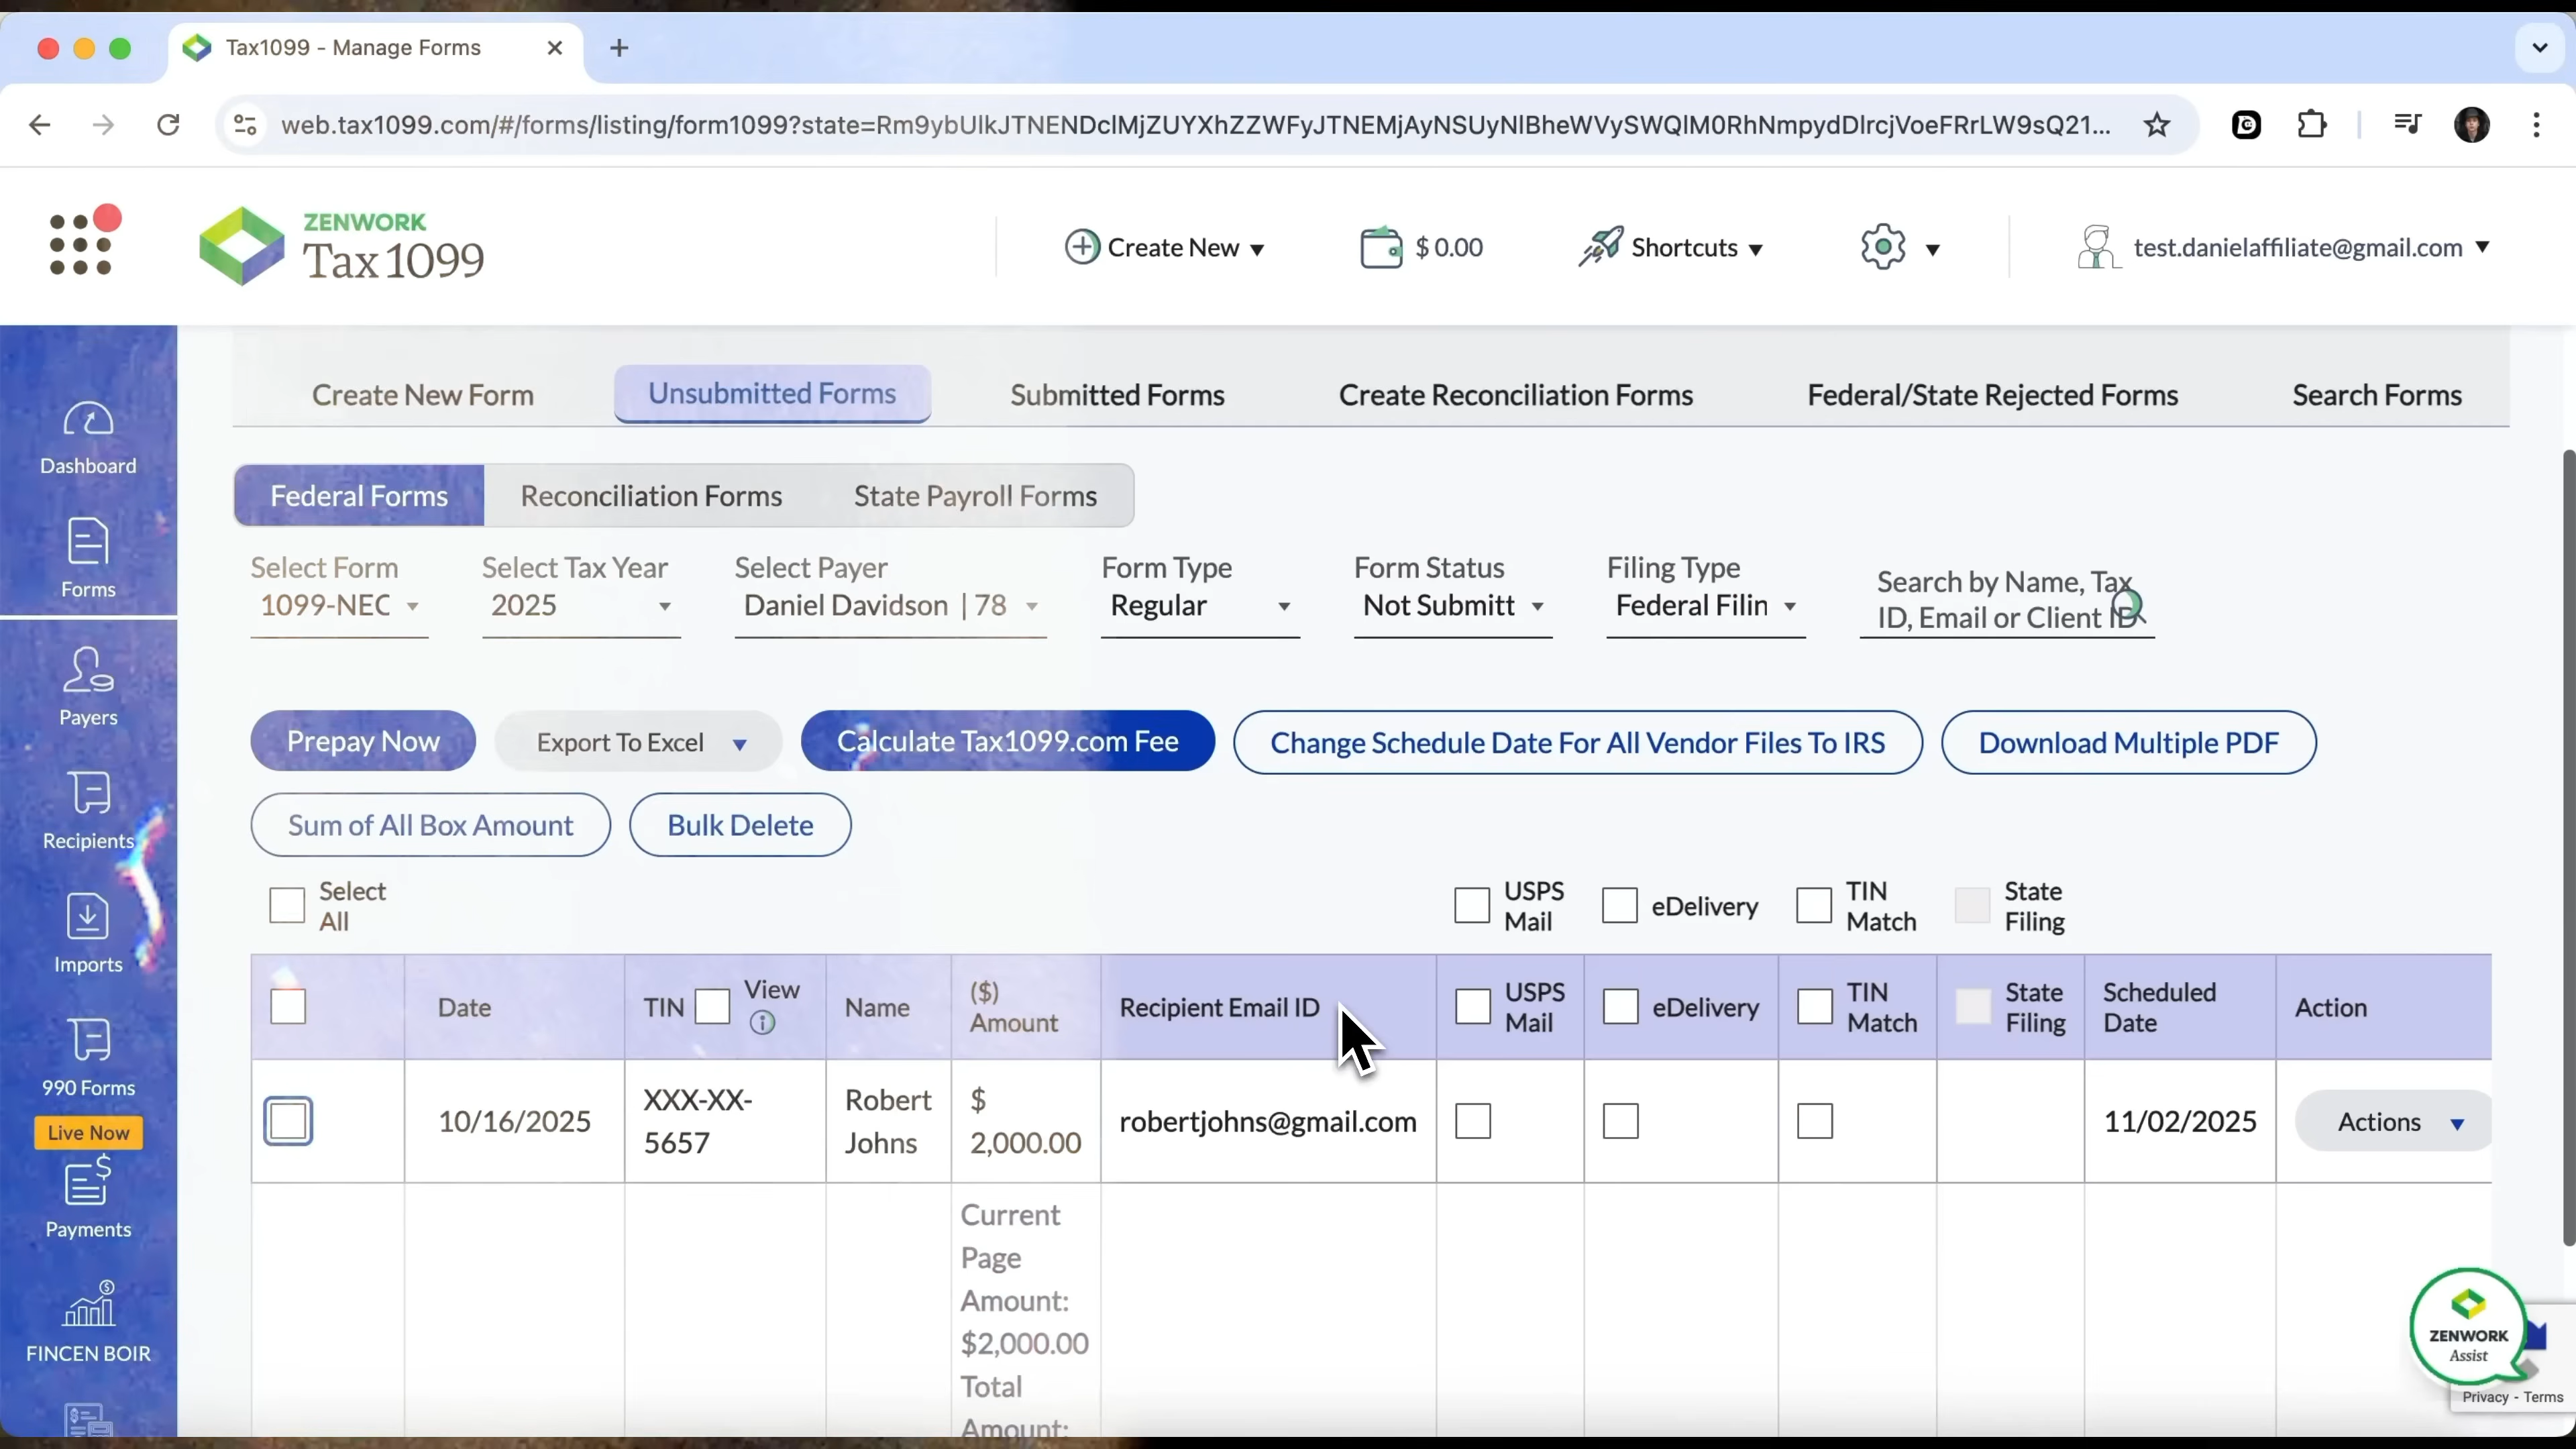 Tax1099 - Manage Forms
web.tax1099.com/#/forms/listing/form1099?state=Rm9ybUlkJTNENDclMjZUYXhZZWFyJTNEMjAyNSUyNlBheWVySWQlM0RhNmpydDlrcjVoeFRrLW9sQ21...
ZENWORK
Tax1099
Create New
$ 0.00
Shortcuts
test.danielaffiliate@gmail.com
Create New Form
Unsubmitted Forms
Submitted Forms
Create Reconciliation Forms
Federal/State Rejected Forms
Search Forms
Dashboard
Forms
Payers
Recipients
Imports
990 Forms
Live Now
Payments
FINCEN BOIR
Federal Forms
Reconciliation Forms
State Payroll Forms
Select Form
1099-NEC
Select Tax Year
2025
Select Payer
Daniel Davidson | 78
Form Type
Regular
Form Status
Not Submitt
Filing Type
Federal Filin
Search by Name, Tax
ID, Email or Client ID
Prepay Now
Export To Excel
Calculate Tax1099.com Fee
Change Schedule Date For All Vendor Files To IRS
Download Multiple PDF
Sum of All Box Amount
Bulk Delete
Select
All
USPS
Mail
eDelivery
TIN
Match
State
Filing
Date
TIN
View
Name
($)
Amount
Recipient Email ID
USPS
Mail
eDelivery
TIN
Match
State
Filing
Scheduled
Date
Action
10/16/2025
XXX-XX-
5657
Robert
Johns
$
2,000.00
robertjohns@gmail.com
11/02/2025
Actions
Current
Page
Amount:
$2,000.00
Total
Amount:
ZENWORK
Assist
Privacy - Terms